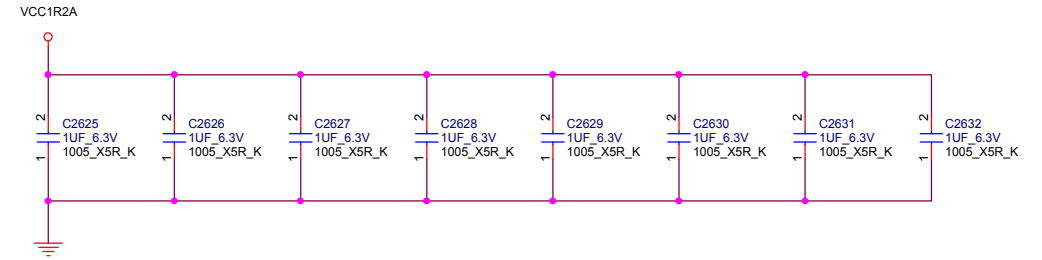 VCC1R2A
2
C2625
1UF_6.3V
1005_X5R_K
1
2
C2626
1UF_6.3V
1005_X5R_K
1
2
C2627
1UF_6.3V
1005_X5R_K
1
2
C2628
1UF_6.3V
1005_X5R_K
1
2
C2629
1UF_6.3V
1005_X5R_K
1
2
C2630
1UF_6.3V
1005_X5R_K
1
2
C2631
1UF_6.3V
1005_X5R_K
1
2
C2632
1UF_6.3V
1005_X5R_K
1